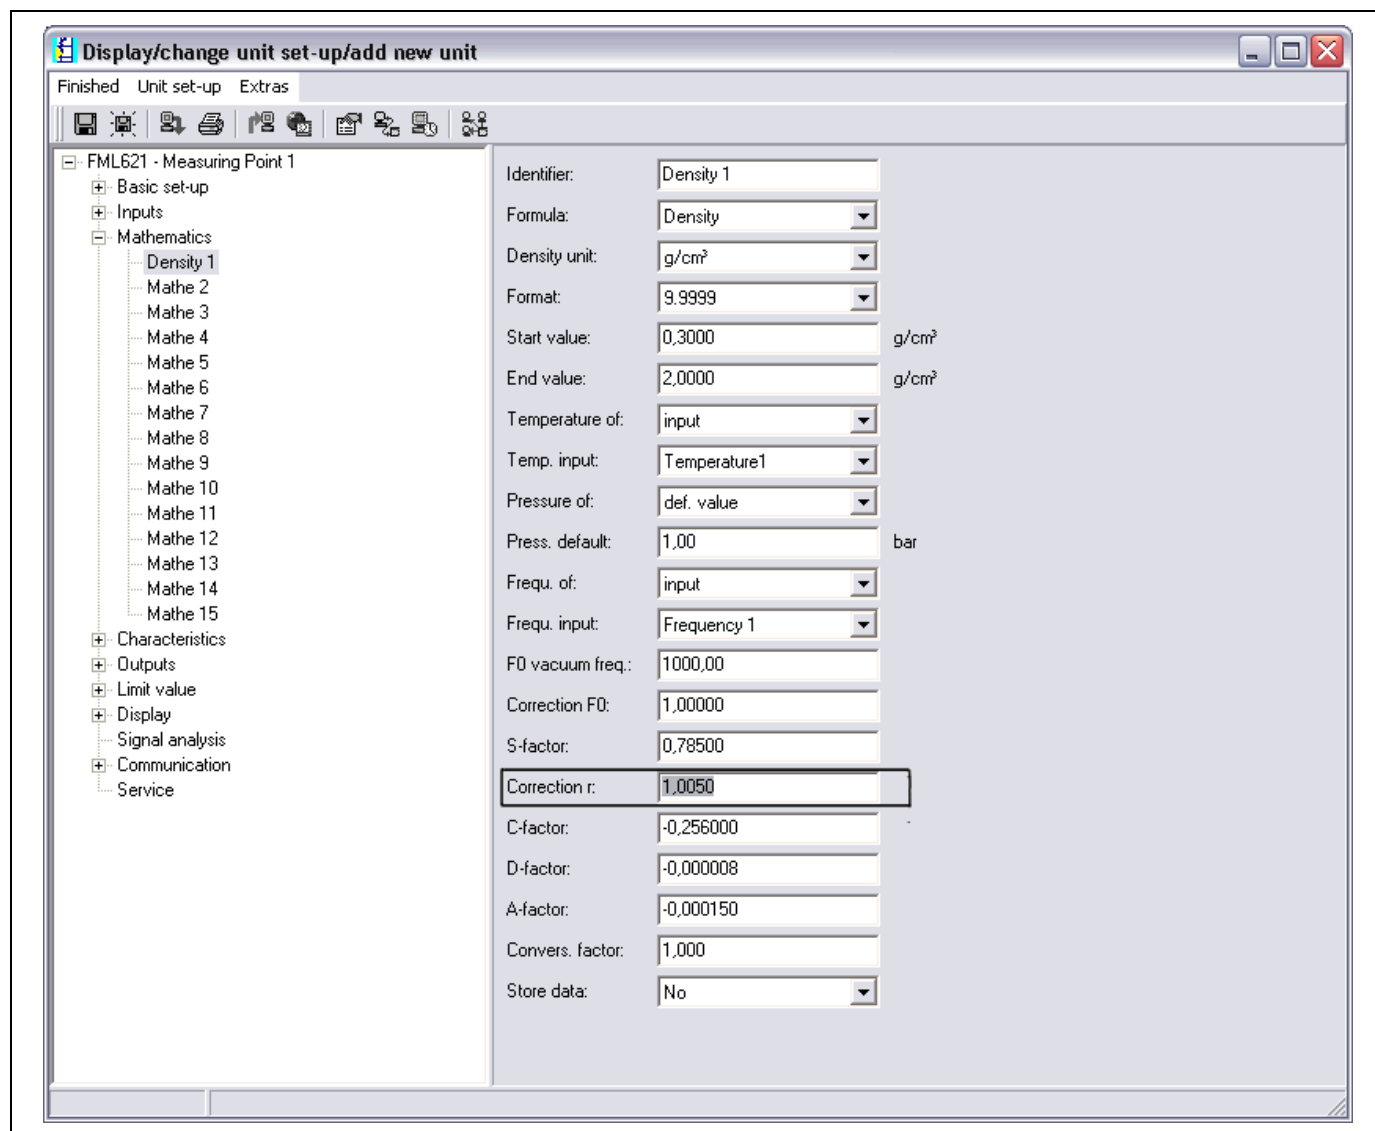 Display/change unit set-up/add new unit
Finished Unit set-up Extras
FML621 - Measuring Point 1
Basic set-up
Inputs
Mathematics
Density 1
Mathe 2
Mathe 3
Mathe 4
Mathe 5
Mathe 6
Mathe 7
Mathe 8
Mathe 9
Mathe 10
Mathe 11
Mathe 12
Mathe 13
Mathe 14
Mathe 15
Characteristics
Outputs
Limit value
Display
Signal analysis
Communication
Service
Identifier: Density 1
Formula: Density
Density unit: g/cm³
Format: 9.9999
Start value: 0,3000 g/cm³
End value: 2,0000 g/cm³
Temperature of: input
Temp. input: Temperature1
Pressure of: def. value
Press. default: 1,00 bar
Frequ. of: input
Frequ. input: Frequency 1
F0 vacuum freq.: 1000,00
Correction F0: 1,00000
S-factor: 0,78500
Correction r: 1,0050
C-factor: -0,256000
D-factor: -0,000008
A-factor: -0,000150
Convers. factor: 1,000
Store data: No